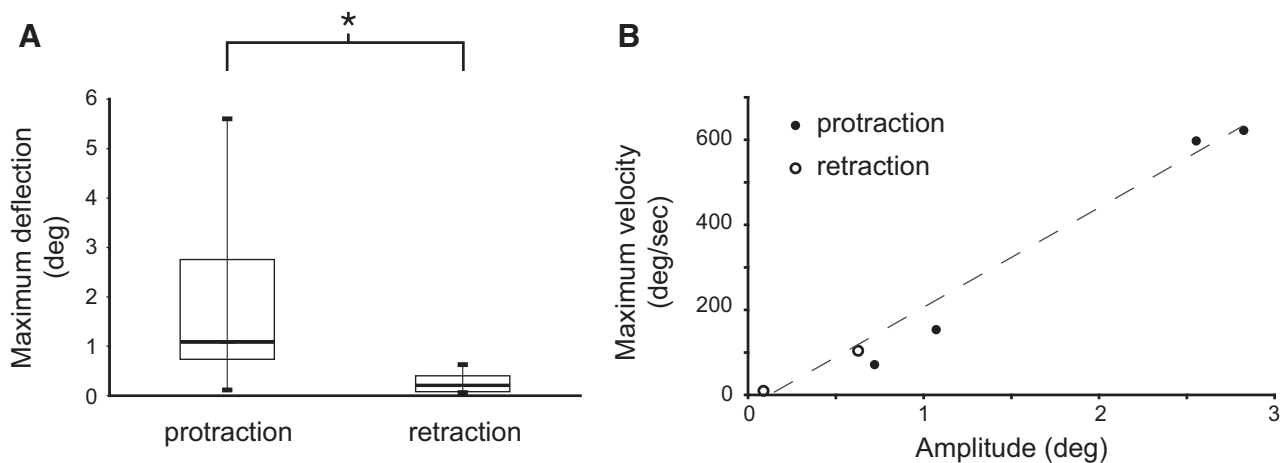 A
*
Maximum deflection
(deg)
6
5
4
3
2
1
0
protraction
retraction
B
Maximum velocity
(deg/sec)
600
400
200
0
protraction
retraction
0
1
2
3
Amplitude (deg)